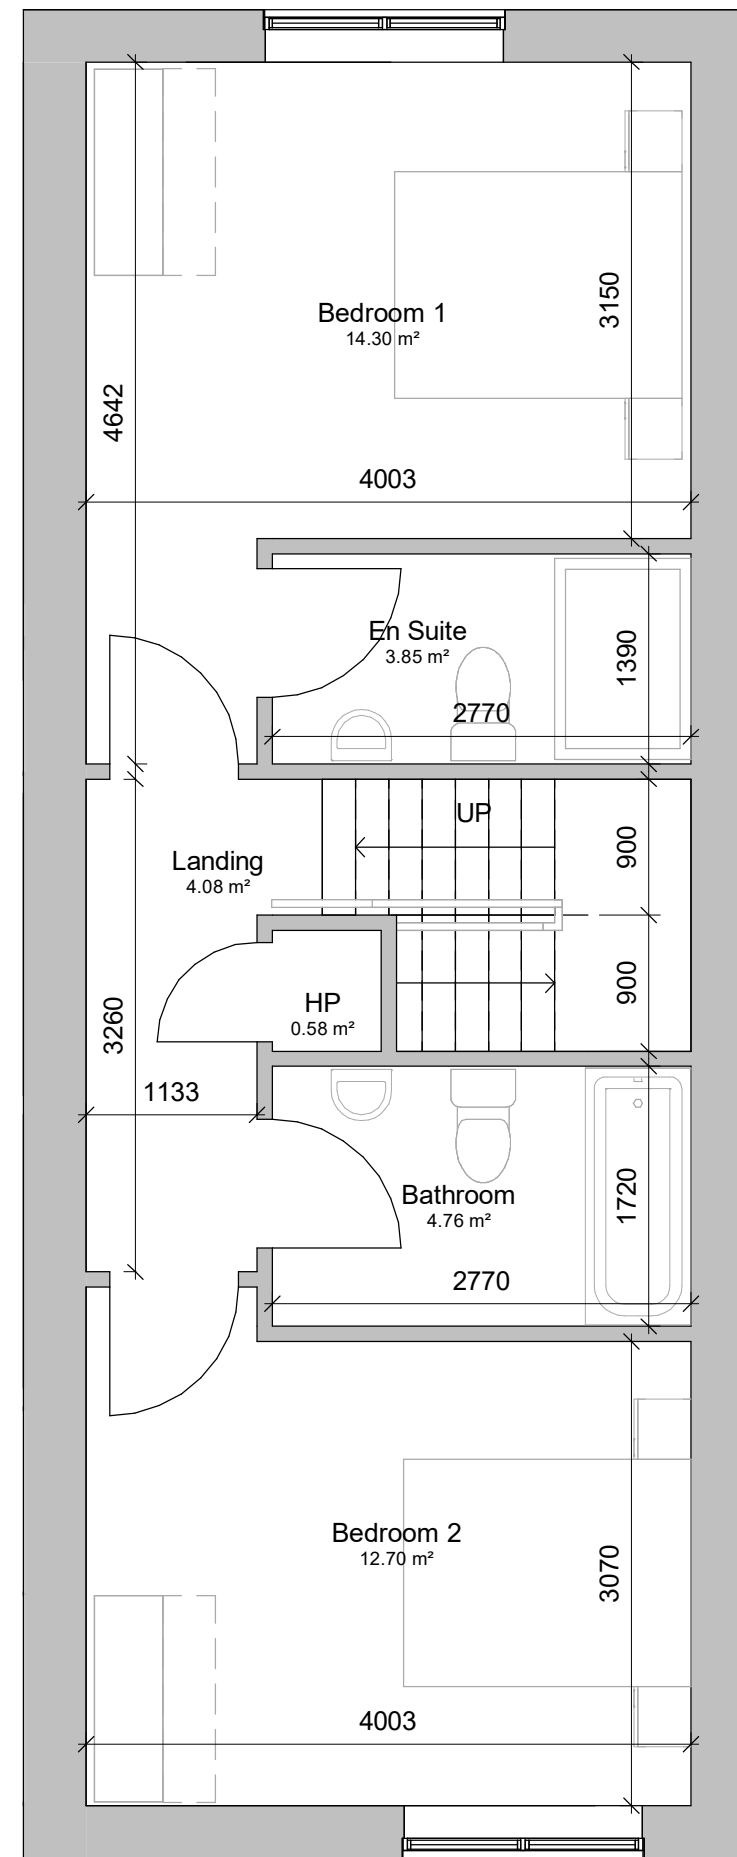 3150
Bedroom 1
14.30 m²
4642
4003
En Suite
3.85 m²
1390
2770
UP
900
Landing
4.08 m²
900
HP
0.58 m²
3260
1133
Bathroom
4.76 m²
1720
2770
Bedroom 2
12.70 m²
3070
4003